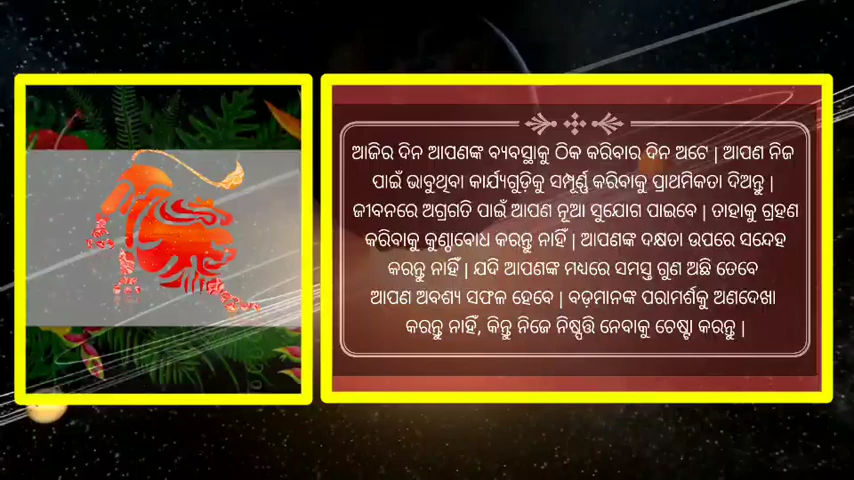 ଆଜିର ଦିନ ଆପଣଙ୍କ ବ୍ୟବସ୍ଥାକୁ ଠିକ କରିବାର ଦିନ ଅଟେ | ଆପଣ ନିଜ
ପାଇଁ ଭାବୁଥିବା କାର୍ଯ୍ୟଗୁଡ଼ିକୁ ସମ୍ପୂର୍ଣ୍ଣ କରିବାକୁ ପ୍ରାଥମିକତା ଦିଅନ୍ତୁ |
ଜୀବନରେ ଅଗ୍ରଗତି ପାଇଁ ଆପଣ ନୂଆ ସୁଯୋଗ ପାଇବେ | ତାହାକୁ ଗ୍ରହଣ
କରିବାକୁ କୁଣ୍ଠାବୋଧ କରନ୍ତୁ ନାହିଁ | ଆପଣଙ୍କ ଦକ୍ଷତା ଉପରେ ସନ୍ଦେହ
କରନ୍ତୁ ନାହିଁ | ଯଦି ଆପଣଙ୍କ ମଧ୍ୟରେ ସମସ୍ତ ଗୁଣ ଅଛି ତେବେ
ଆପଣ ଅବଶ୍ୟ ସଫଳ ହେବେ | ବଡ଼ମାନଙ୍କ ପରାମର୍ଶକୁ ଅଣଦେଖା
କରନ୍ତୁ ନାହିଁ, କିନ୍ତୁ ନିଜେ ନିଷ୍ପତ୍ତି ନେବାକୁ ଚେଷ୍ଟା କରନ୍ତୁ |